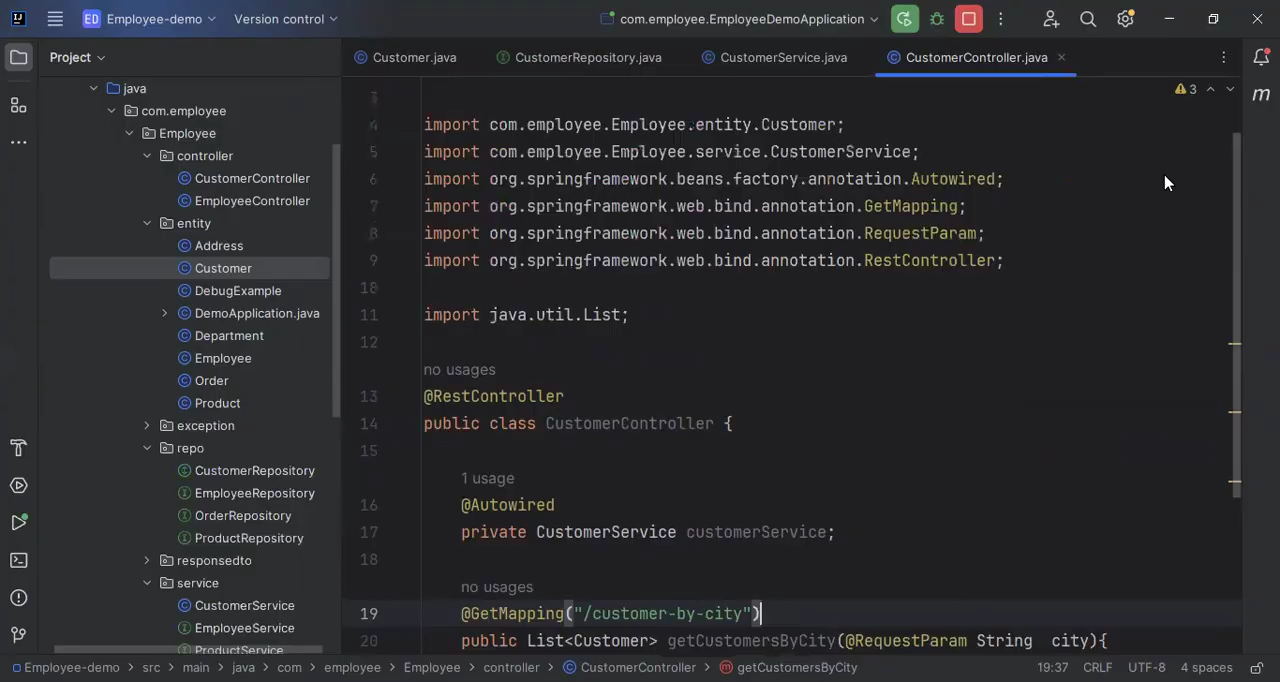 ED Employee-demo Version control com.employee.EmployeeDemoApplication
Project
Customer.java CustomerRepository.java CustomerService.java CustomerController.java
3
java
com.employee
Employee
controller
CustomerController
EmployeeController
entity
Address
Customer
DebugExample
DemoApplication.java
Department
Employee
Order
Product
exception
repo
CustomerRepository
EmployeeRepository
OrderRepository
ProductRepository
responsedto
service
CustomerService
EmployeeService
ProductService
4 import com.employee.Employee.entity.Customer;
5 import com.employee.Employee.service.CustomerService;
6 import org.springframework.beans.factory.annotation.Autowired;
7 import org.springframework.web.bind.annotation.GetMapping;
8 import org.springframework.web.bind.annotation.RequestParam;
9 import org.springframework.web.bind.annotation.RestController;
10
11 import java.util.List;
12
no usages
13 @RestController
14 public class CustomerController {
15
1 usage
16 @Autowired
17 private CustomerService customerService;
18
no usages
19 @GetMapping("/customer-by-city")
20 public List<Customer> getCustomersByCity(@RequestParam String city){
m
Employee-demo > src > main > java > com > employee > Employee > controller > CustomerController > getCustomersByCity 19:37 CRLF UTF-8 4 spaces